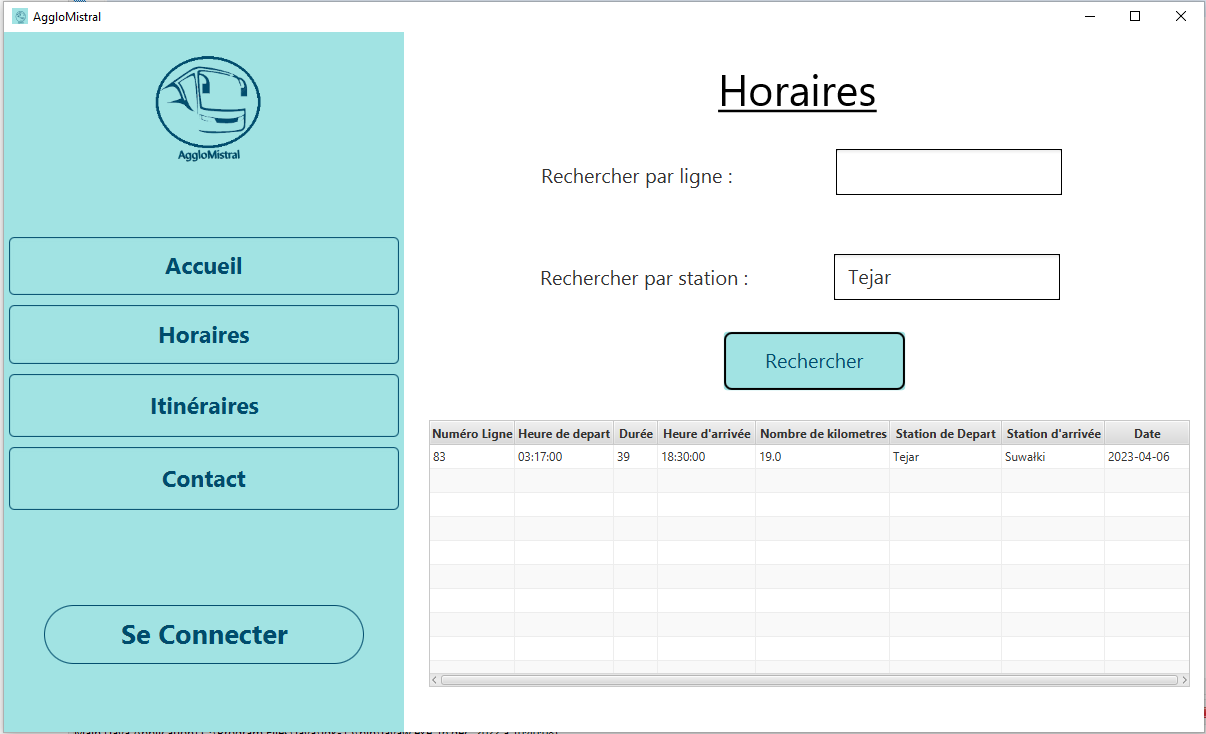 AggloMistral
AggloMistral
Accueil
Horaires
Itinéraires
Contact
Se Connecter
Horaires
Rechercher par ligne :
Rechercher par station :
Tejar
Rechercher
Numéro Ligne Heure de depart Durée Heure d'arrivée Nombre de kilometres Station de Depart Station d'arrivée Date
83 03:17:00 39 18:30:00 19.0 Tejar Suwałki 2023-04-06